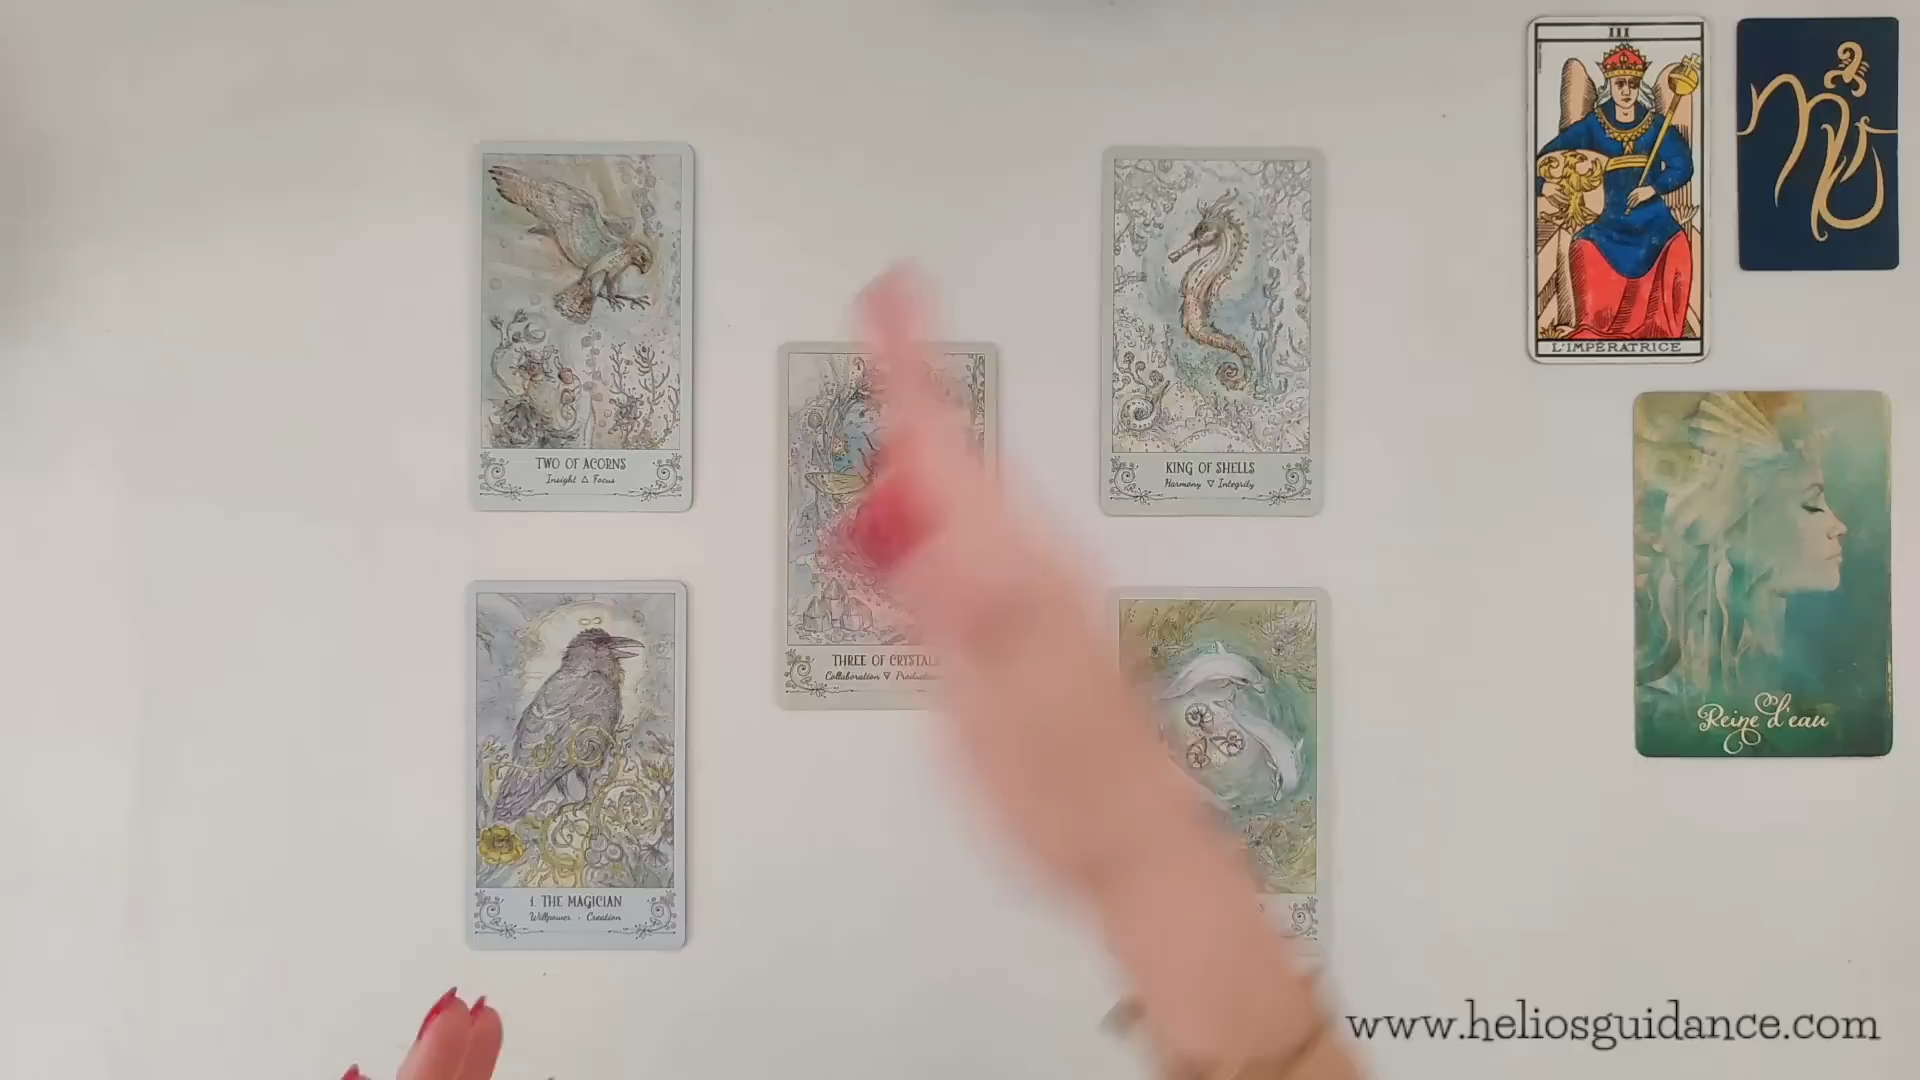 III
L'IMPÉRATRICE
TWO OF ACORNS
Insight △ Focus
KING OF SHELLS
Harmony ▽ Integrity
THREE OF
Collaboration ▽
Reine d'eau
1. THE MAGICIAN
Willpower • Creation
www.heliosguidance.com